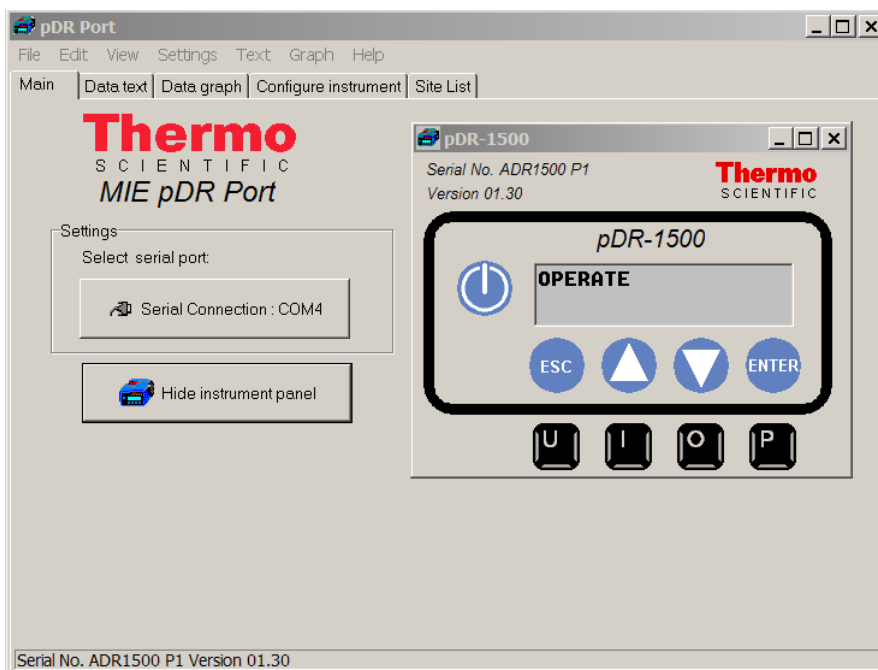 pDR Port
File Edit View Settings Text Graph Help
Main Data text Data graph Configure instrument Site List
Thermo
SCIENTIFIC
MIE pDR Port
Settings
Select serial port:
Serial Connection : COM4
Hide instrument panel
pDR-1500
Serial No. ADR1500 P1
Version 01.30
Thermo
SCIENTIFIC
pDR-1500
OPERATE
ESC ENTER
U I O P
Serial No. ADR1500 P1 Version 01.30